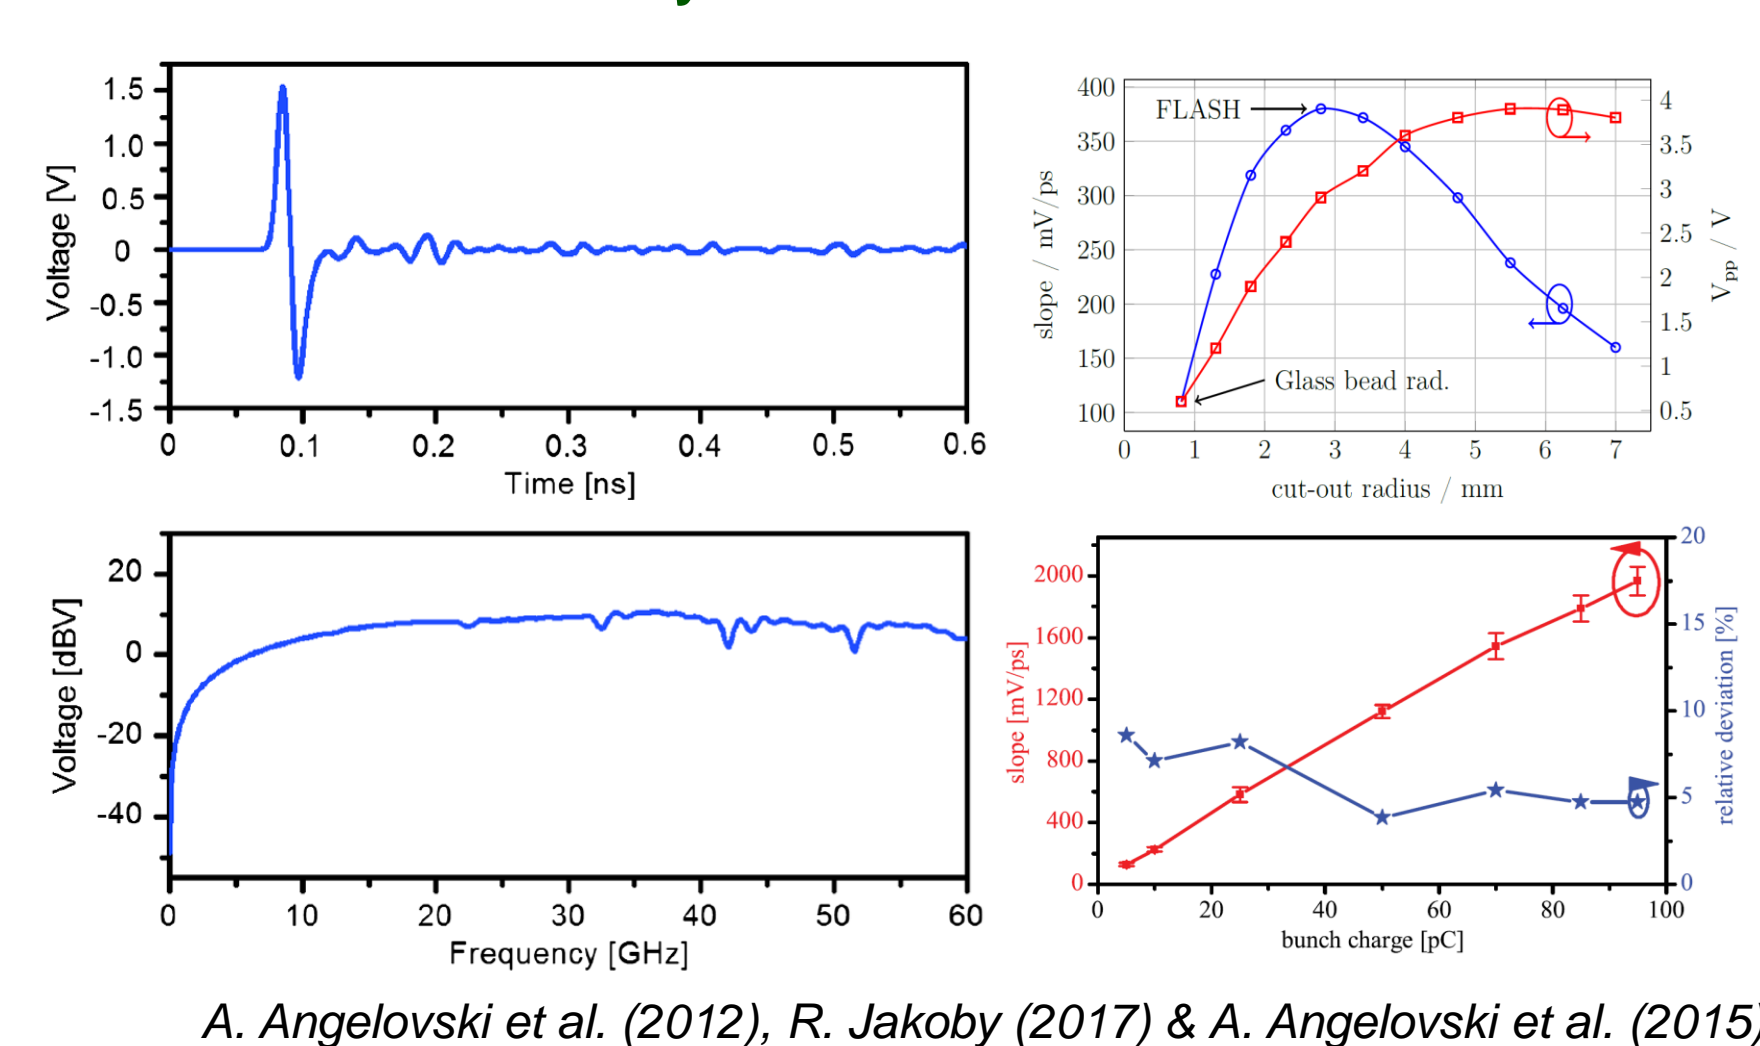 1.5
1.0
0.5
0
-0.5
-1.0
-1.5
Voltage [V]
0 0.1 0.2 0.3 0.4 0.5 0.6
Time [ns]
400
350
300
250
200
150
100
slope / mV/ps
FLASH
Glass bead rad.
4
3.5
3
2.5
2
1.5
1
0.5
Vpp / V
0 1 2 3 4 5 6 7
cut-out radius / mm
20
0
-20
-40
Voltage [dBV]
0 10 20 30 40 50 60
Frequency [GHz]
2000
1600
1200
800
400
0
slope [mV/ps]
20
15
10
5
0
relative deviation [%]
0 20 40 60 80 100
bunch charge [pC]
A. Angelovski et al. (2012), R. Jakoby (2017) & A. Angelovski et al. (2015)